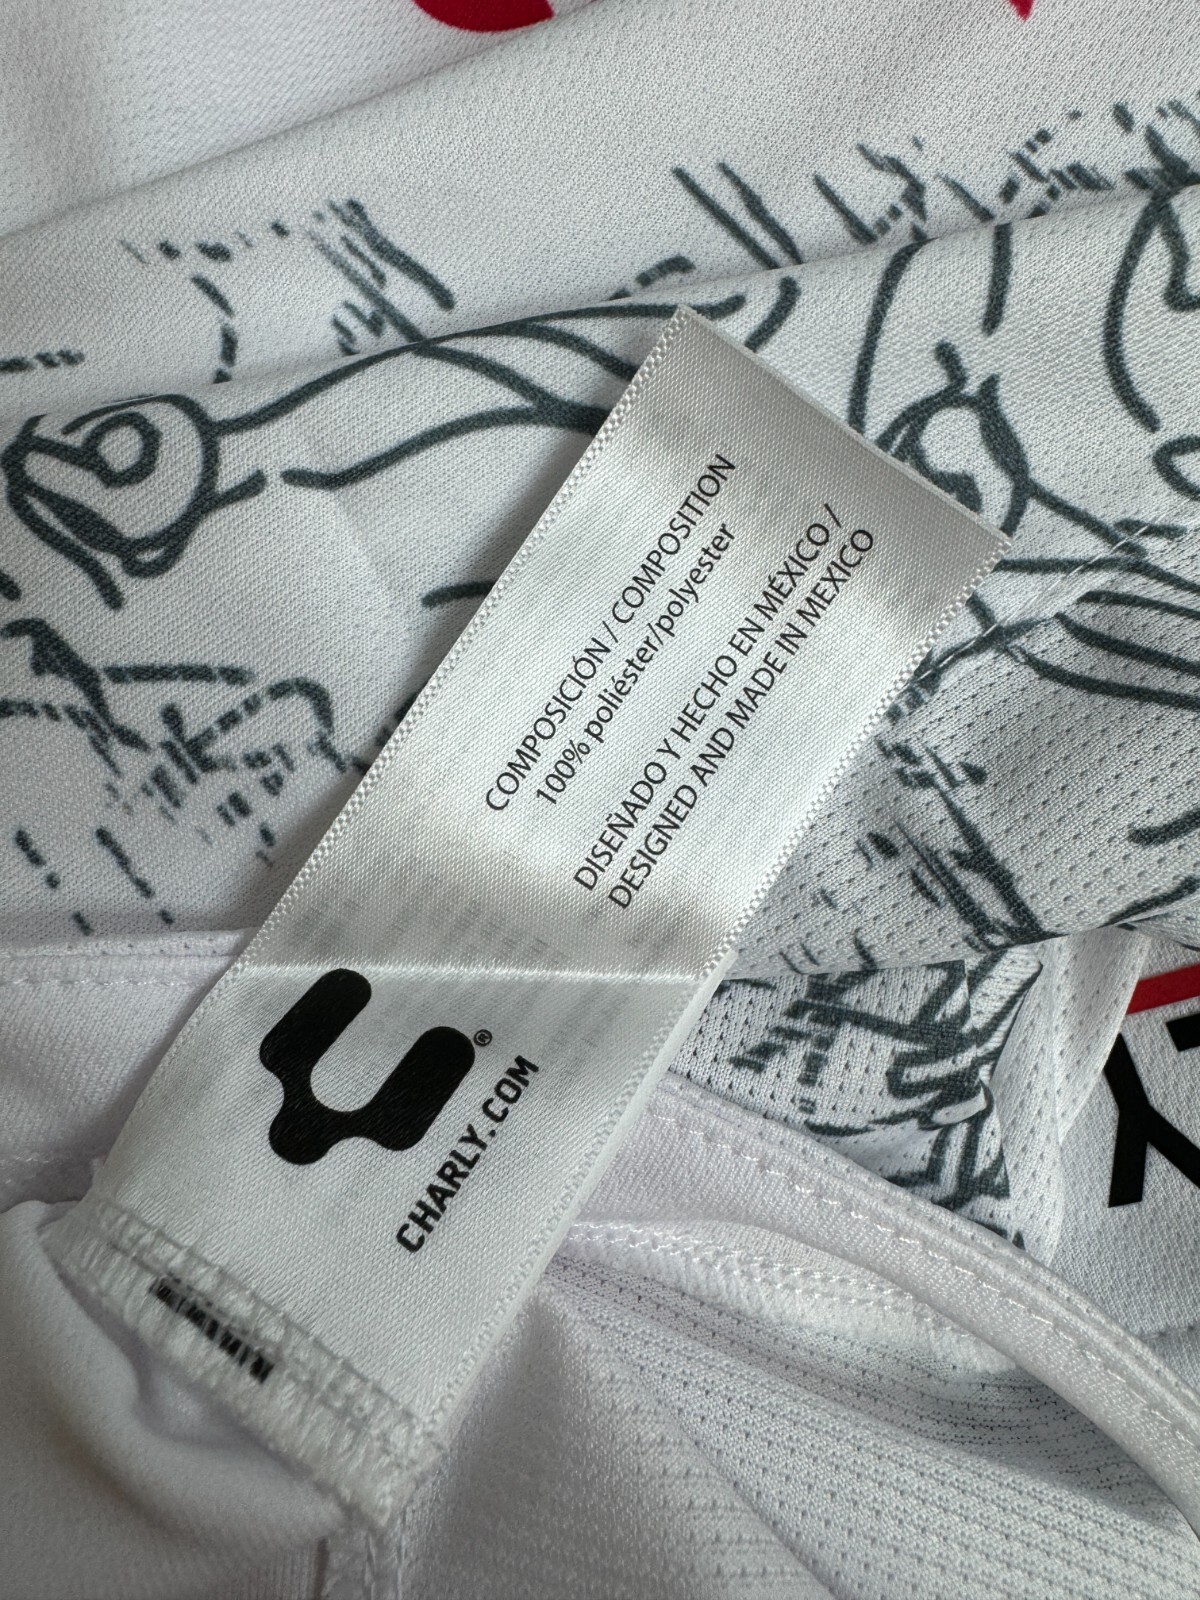 COMPOSICIÓN / COMPOSITION
100% poliéster/polyester
DISEÑADO Y HECHO EN MÉXICO /
DESIGNED AND MADE IN MEXICO
®
CHARLY.COM